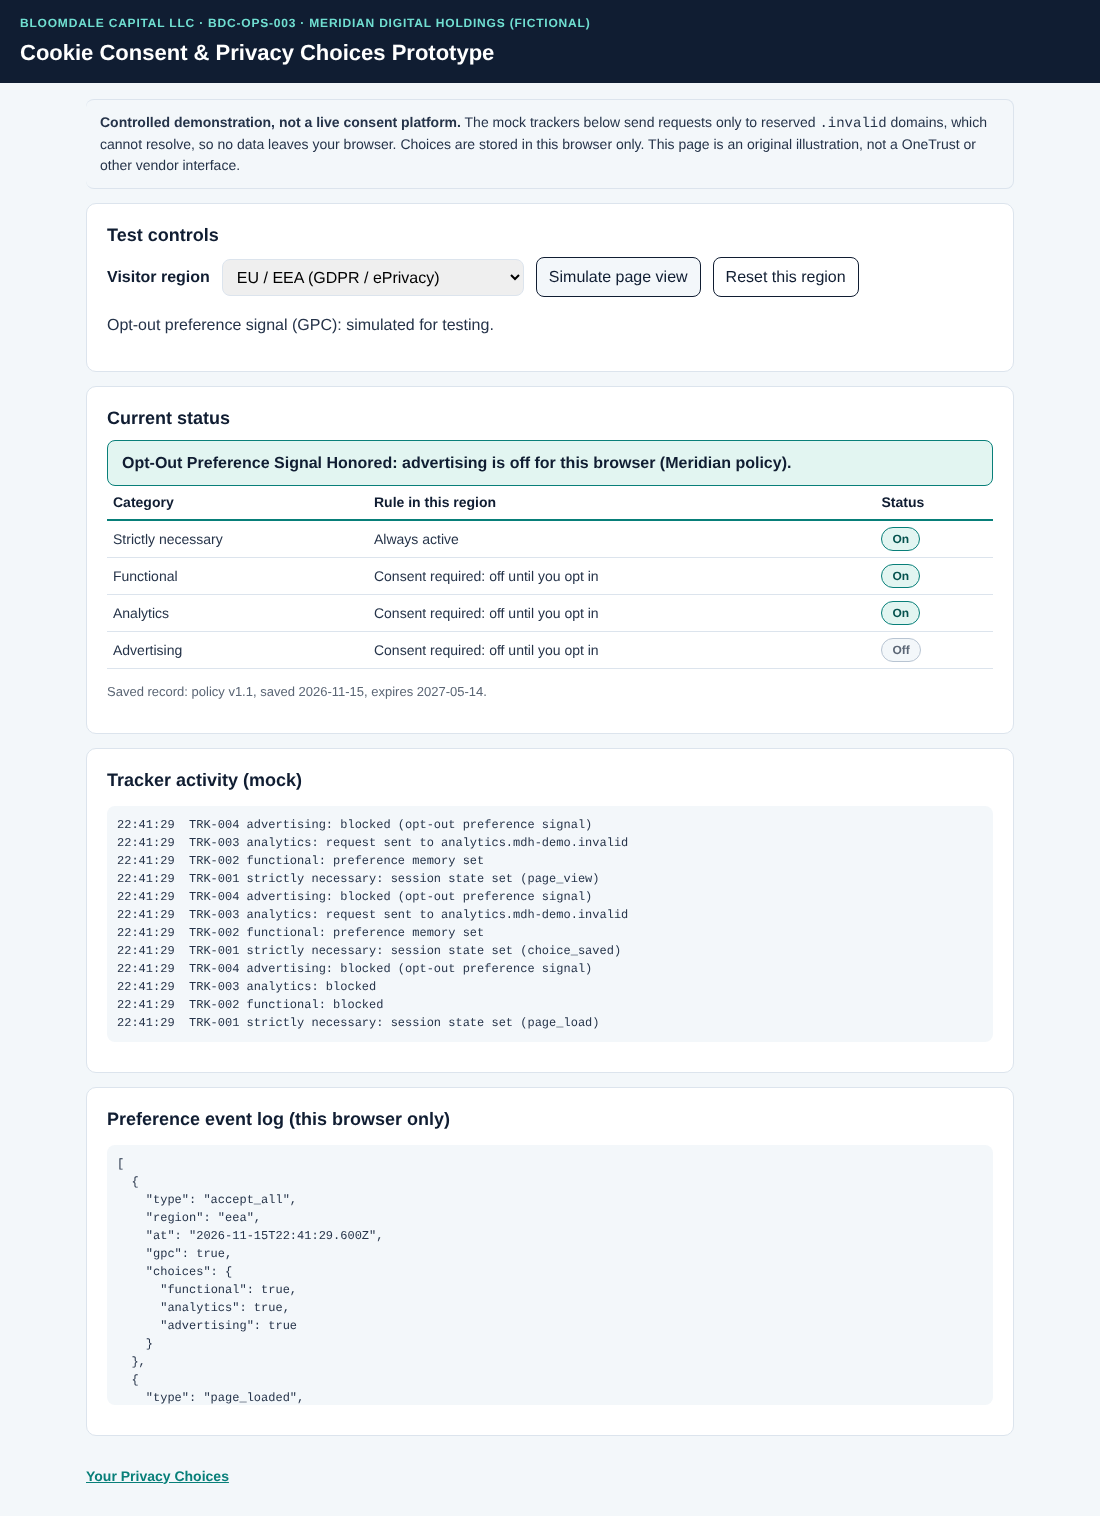 BLOOMDALE CAPITAL LLC · BDC-OPS-003 · MERIDIAN DIGITAL HOLDINGS (FICTIONAL)
Cookie Consent & Privacy Choices Prototype
Controlled demonstration, not a live consent platform. The mock trackers below send requests only to reserved .invalid domains, which
cannot resolve, so no data leaves your browser. Choices are stored in this browser only. This page is an original illustration, not a OneTrust or
other vendor interface.
Test controls
Visitor region EU / EEA (GDPR / ePrivacy) Simulate page view Reset this region
Opt-out preference signal (GPC): simulated for testing.
Current status
Opt-Out Preference Signal Honored: advertising is off for this browser (Meridian policy).
Category Rule in this region Status
Strictly necessary Always active On
Functional Consent required: off until you opt in On
Analytics Consent required: off until you opt in On
Advertising Consent required: off until you opt in Off
Saved record: policy v1.1, saved 2026-11-15, expires 2027-05-14.
Tracker activity (mock)
22:41:29  TRK-004 advertising: blocked (opt-out preference signal)
22:41:29  TRK-003 analytics: request sent to analytics.mdh-demo.invalid
22:41:29  TRK-002 functional: preference memory set
22:41:29  TRK-001 strictly necessary: session state set (page_view)
22:41:29  TRK-004 advertising: blocked (opt-out preference signal)
22:41:29  TRK-003 analytics: request sent to analytics.mdh-demo.invalid
22:41:29  TRK-002 functional: preference memory set
22:41:29  TRK-001 strictly necessary: session state set (choice_saved)
22:41:29  TRK-004 advertising: blocked (opt-out preference signal)
22:41:29  TRK-003 analytics: blocked
22:41:29  TRK-002 functional: blocked
22:41:29  TRK-001 strictly necessary: session state set (page_load)
Preference event log (this browser only)
[
  {
    "type": "accept_all",
    "region": "eea",
    "at": "2026-11-15T22:41:29.600Z",
    "gpc": true,
    "choices": {
      "functional": true,
      "analytics": true,
      "advertising": true
    }
  },
  {
    "type": "page_loaded",
Your Privacy Choices